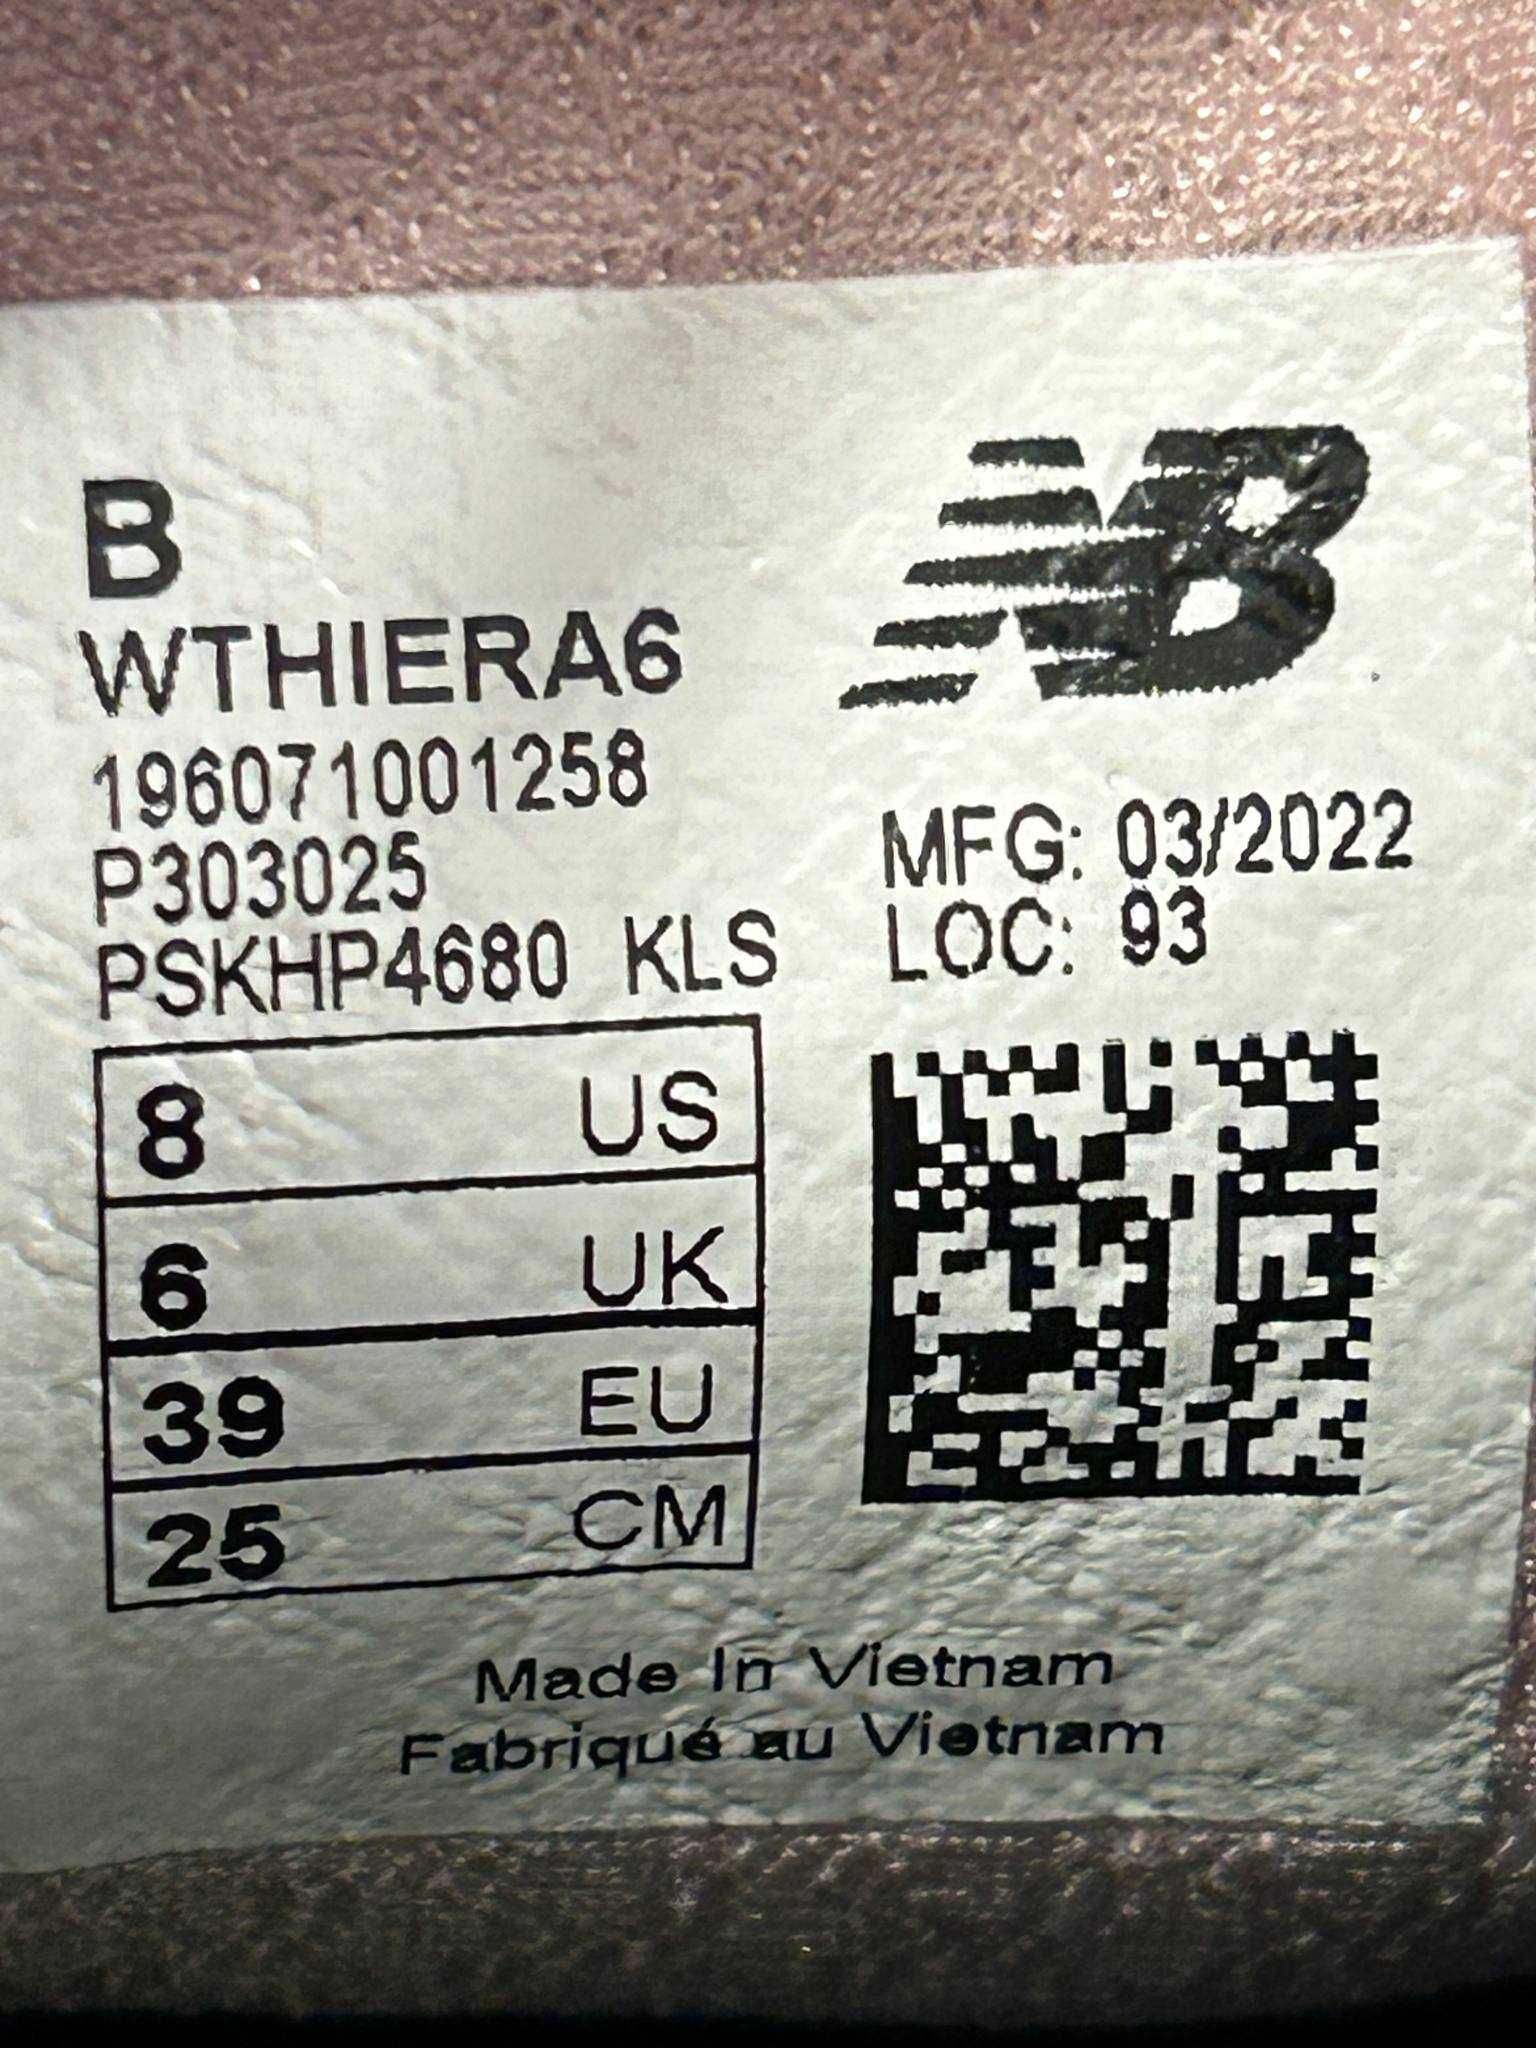 B
WTHIERA6
196071001258
P303025
PSKHP4680 KLS
NB
MFG: 03/2022
LOC: 93
8 US
6 UK
39 EU
25 CM
Made In Vietnam
Fabriqué au Vietnam